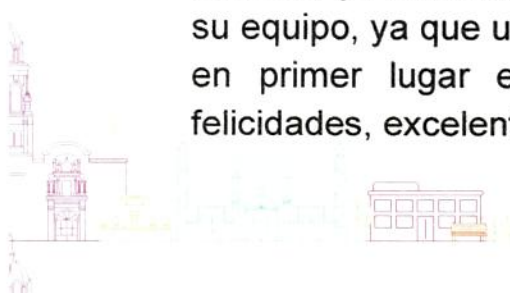 su equipo, ya que u
en primer lugar e
felicidades, excelent